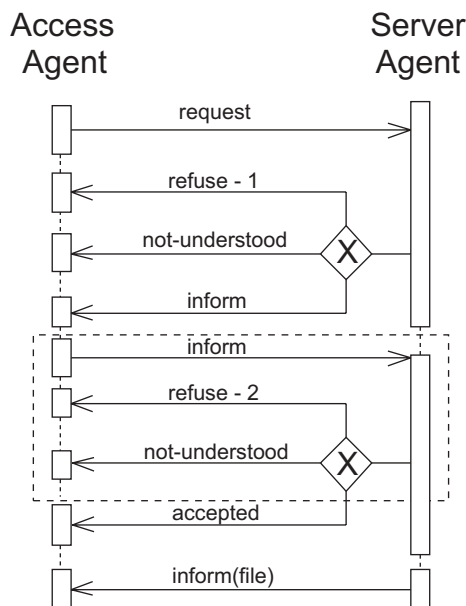 Access
Agent
Server
Agent
request
refuse - 1
not-understood
X
inform
inform
refuse - 2
not-understood
X
accepted
inform(file)